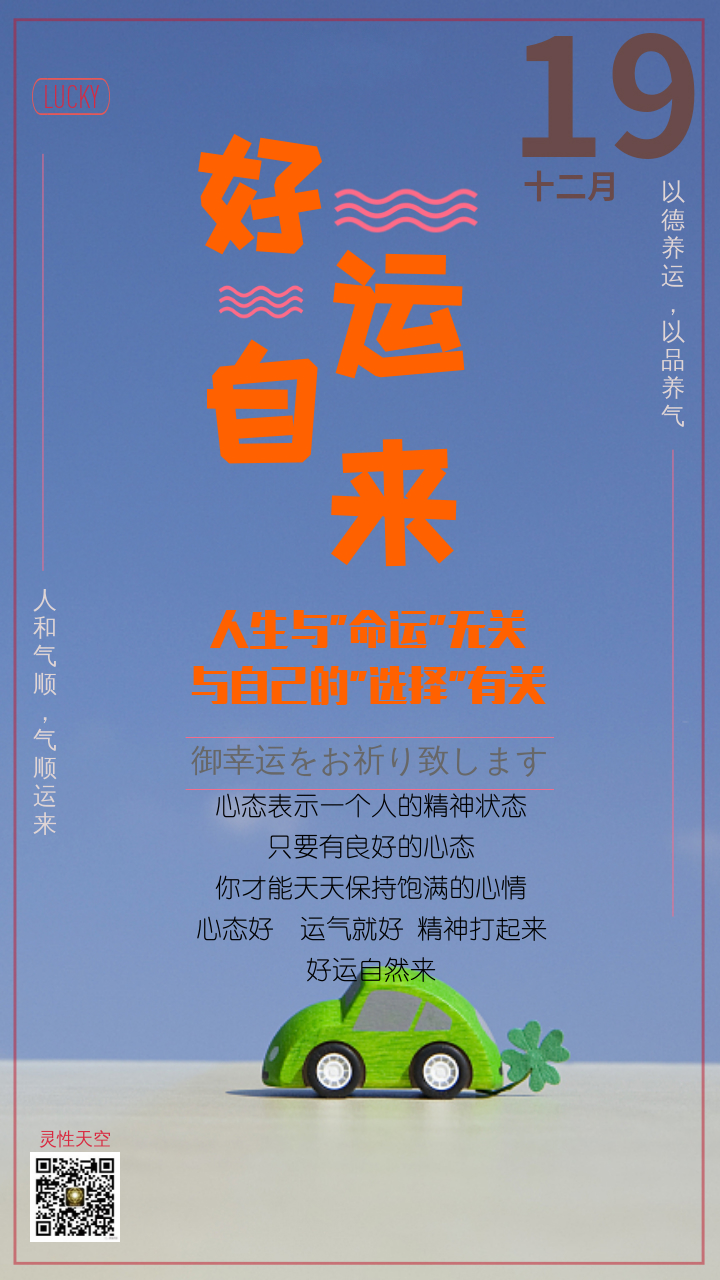 19
十二月
LUCKY
好运
自来
以德养运，以品养气
人和气顺，气顺运来
人生与"命运"无关
与自己的"选择"有关
御幸运をお祈り致します
心态表示一个人的精神状态
只要有良好的心态
你才能天天保持饱满的心情
心态好 运气就好 精神打起来
好运自然来
灵性天空